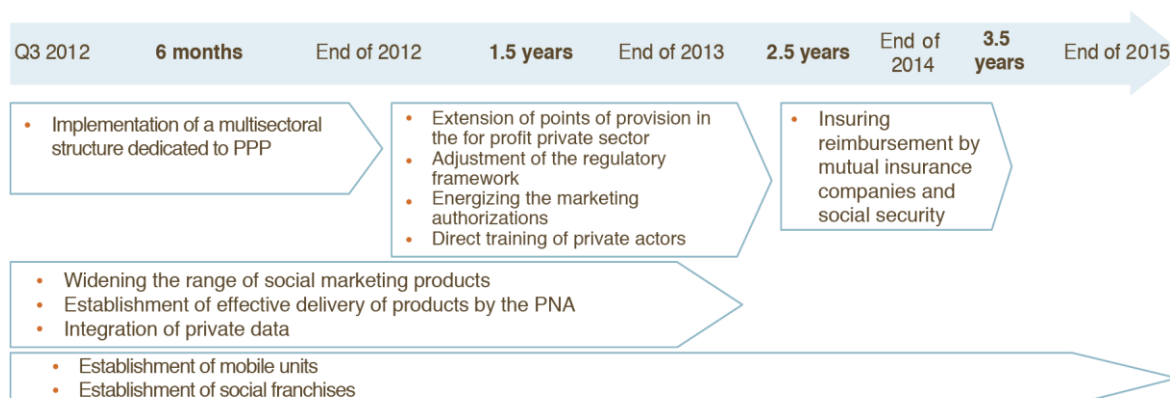 Q3 2012 6 months End of 2012 1.5 years End of 2013 2.5 years End of 2014 3.5 years End of 2015
• Implementation of a multisectoral
structure dedicated to PPP
• Extension of points of provision in
the for profit private sector
• Adjustment of the regulatory
framework
• Energizing the marketing
authorizations
• Direct training of private actors
• Insuring
reimbursement by
mutual insurance
companies and
social security
• Widening the range of social marketing products
• Establishment of effective delivery of products by the PNA
• Integration of private data
• Establishment of mobile units
• Establishment of social franchises